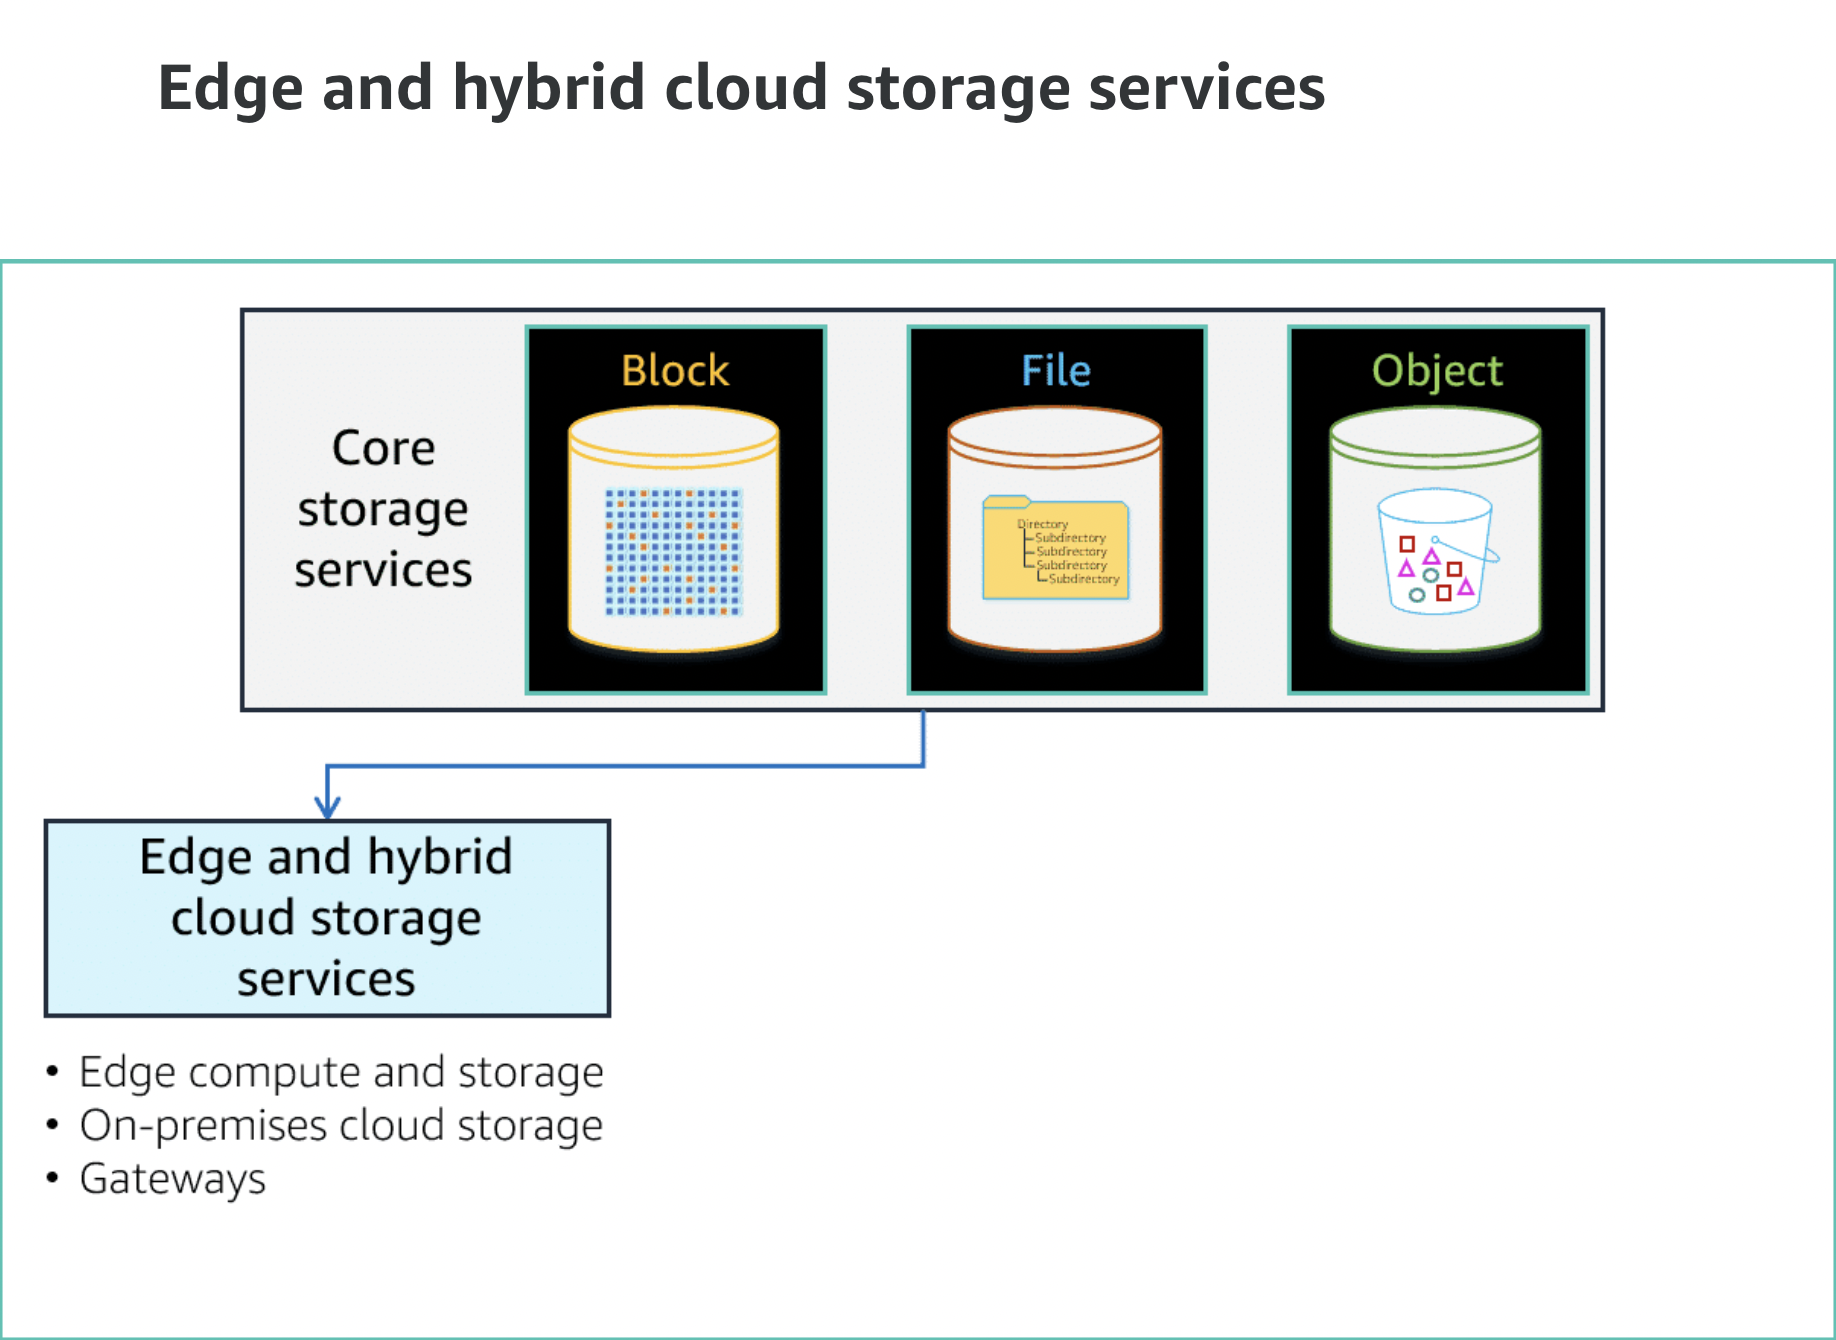 Edge and hybrid cloud storage services
Core
storage
services
Block
File
Directory
Subdirectory
Subdirectory
Subdirectory
Subdirectory
Object
Edge and hybrid
cloud storage
services
• Edge compute and storage
• On-premises cloud storage
• Gateways